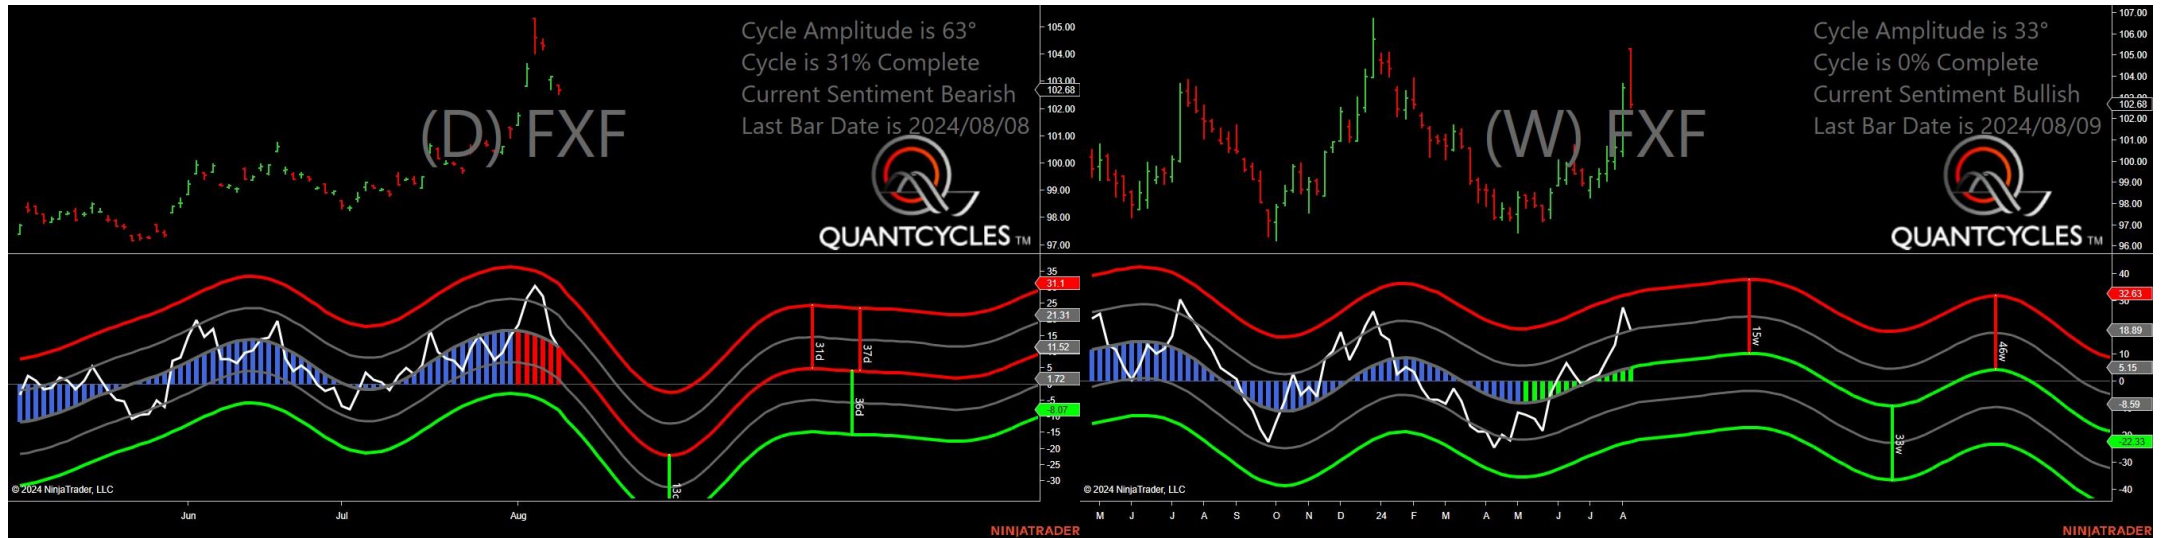 Cycle Amplitude is 63°
Cycle is 31% Complete
Current Sentiment Bearish
Last Bar Date is 2024/08/08
(D) FXF
QUANTCYCLES TM
105.00
103.00
102.68
102.00
101.00
100.00
99.00
98.00
97.00
35
31.1
25
21.31
15
11.52
5
1.72
-5
-8.07
-15
-20
-25
-30
31d
37d
36d
© 2024 NinjaTrader, LLC
Jun
Jul
Aug
NINJATRADER
Cycle Amplitude is 33°
Cycle is 0% Complete
Current Sentiment Bullish
Last Bar Date is 2024/08/09
(W) FXF
QUANTCYCLES TM
107.00
106.00
105.00
104.00
102.68
101.00
100.00
99.00
98.00
97.00
96.00
40
32.63
18.89
10
5.15
0
-8.59
-22.33
-30
-40
15w
46w
33w
© 2024 NinjaTrader, LLC
M J J A S O N D 24 F M A M J J A
NINJATRADER